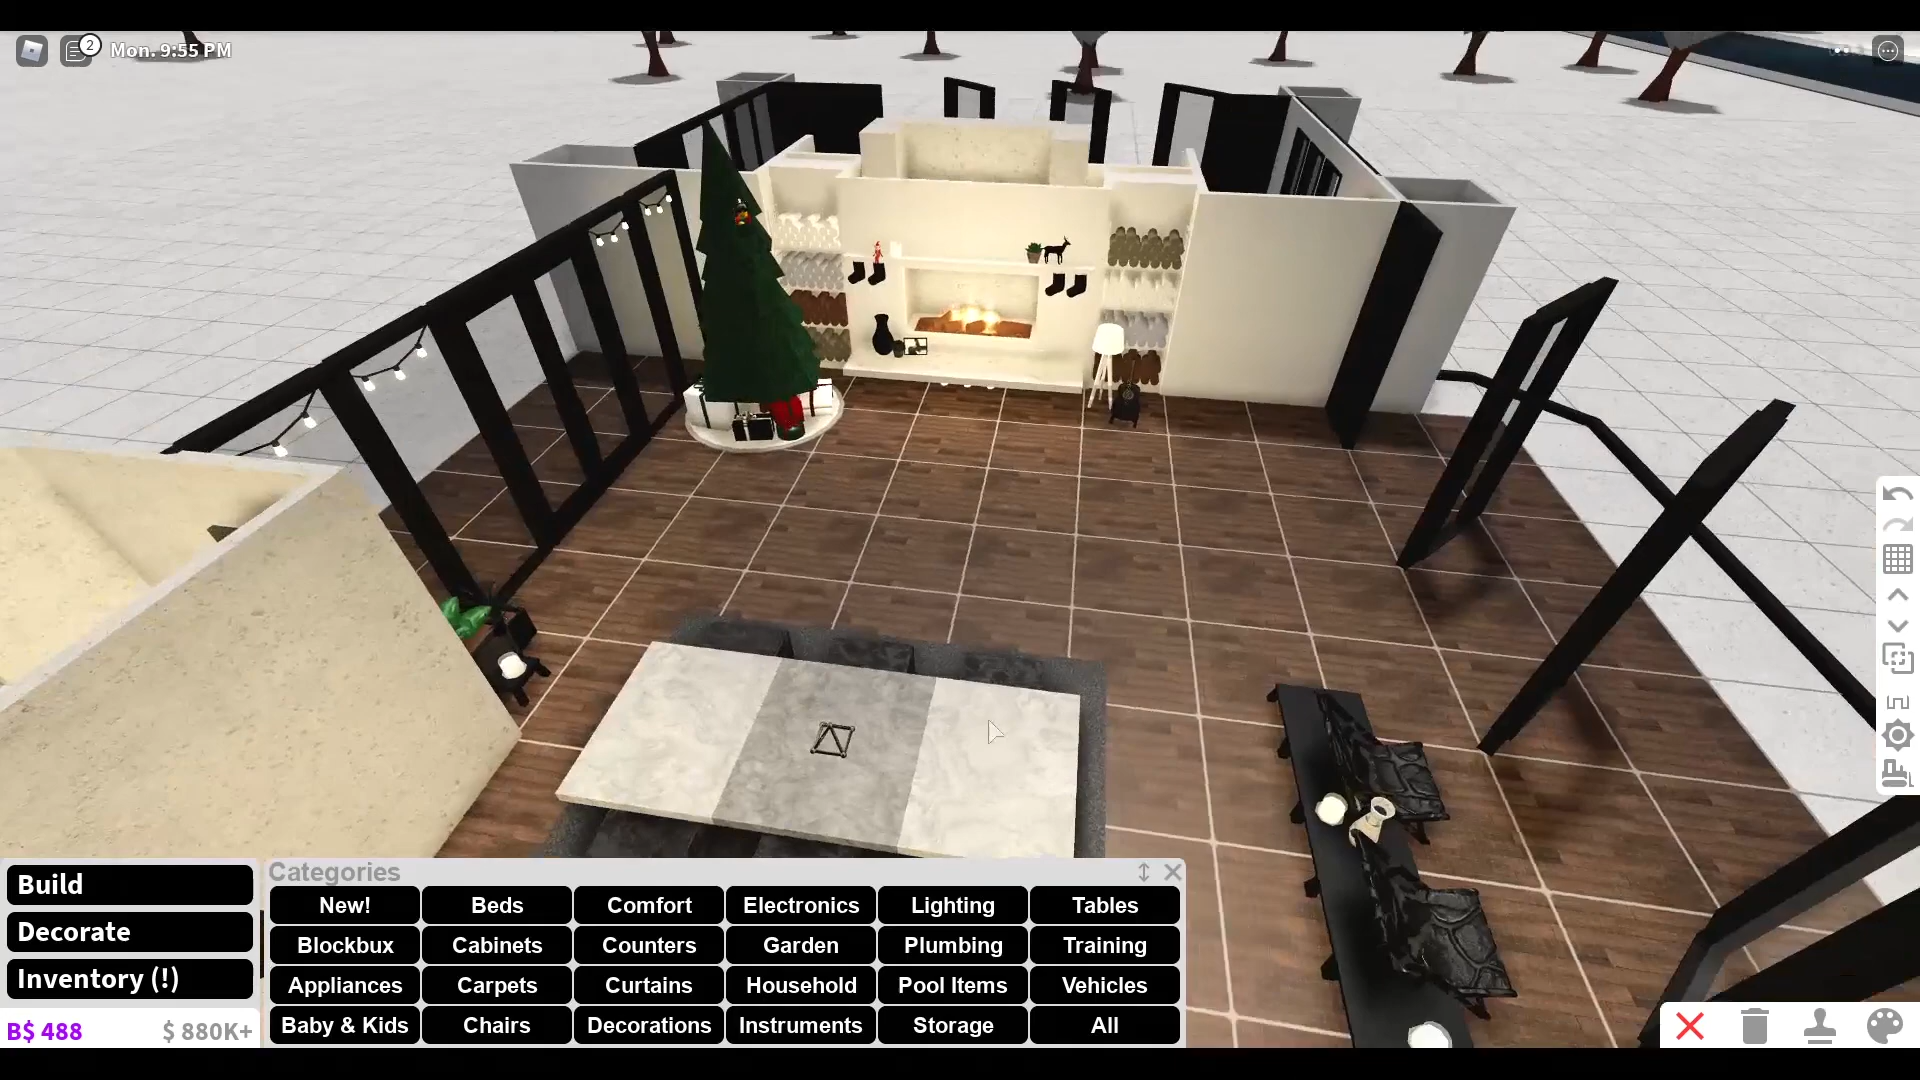 2
Mon. 9:55 PM
Build
Decorate
Inventory (!)
B$ 488 $ 880K+
Categories
New! Beds Comfort Electronics Lighting Tables
Blockbux Cabinets Counters Garden Plumbing Training
Appliances Carpets Curtains Household Pool Items Vehicles
Baby & Kids Chairs Decorations Instruments Storage All